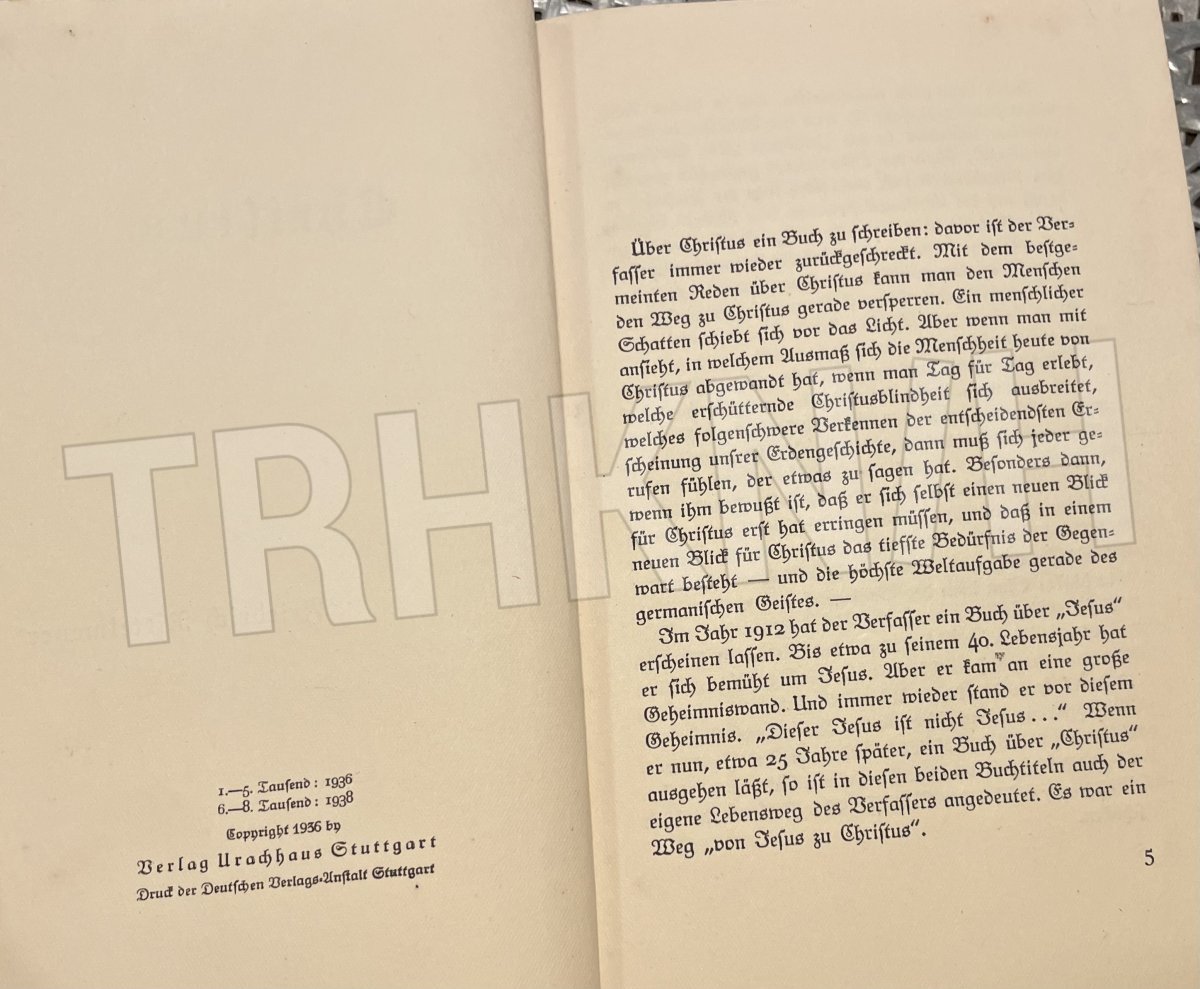 1.—5. Tausend: 1936
6.—8. Tausend: 1938
Copyright 1936 by
Verlag Urachhaus Stuttgart
Druck der Deutschen Verlags-Anstalt Stuttgart
Über Christus ein Buch zu schreiben: davor ist der Ver-
fasser immer wieder zurückgeschreckt. Mit dem bestge-
meinten Reden über Christus kann man den Menschen
den Weg zu Christus gerade versperren. Ein menschlicher
Schatten schiebt sich vor das Licht. Aber wenn man mit
ansieht, in welchem Ausmaß sich die Menschheit heute von
Christus abgewandt hat, wenn man Tag für Tag erlebt,
welche erschütternde Christusblindheit sich ausbreitet,
welches folgenschwere Verkennen der entscheidendsten Er-
scheinung unsrer Erdengeschichte, dann muß sich jeder ge-
rufen fühlen, der etwas zu sagen hat. Besonders dann,
wenn ihm bewußt ist, daß er sich selbst einen neuen Blick
für Christus erst hat erringen müssen, und daß in einem
neuen Blick für Christus das tiefste Bedürfnis der Gegen-
wart besteht — und die höchste Weltaufgabe gerade des
germanischen Geistes. —
Im Jahr 1912 hat der Verfasser ein Buch über „Jesus“
erscheinen lassen. Bis etwa zu seinem 40. Lebensjahr hat
er sich bemüht um Jesus. Aber er kam an eine große
Geheimniswand. Und immer wieder stand er vor diesem
Geheimnis. „Dieser Jesus ist nicht Jesus...“ Wenn
er nun, etwa 25 Jahre später, ein Buch über „Christus“
ausgehen läßt, so ist in diesen beiden Buchtiteln auch der
eigene Lebensweg des Verfassers angedeutet. Es war ein
Weg „von Jesus zu Christus“.
5